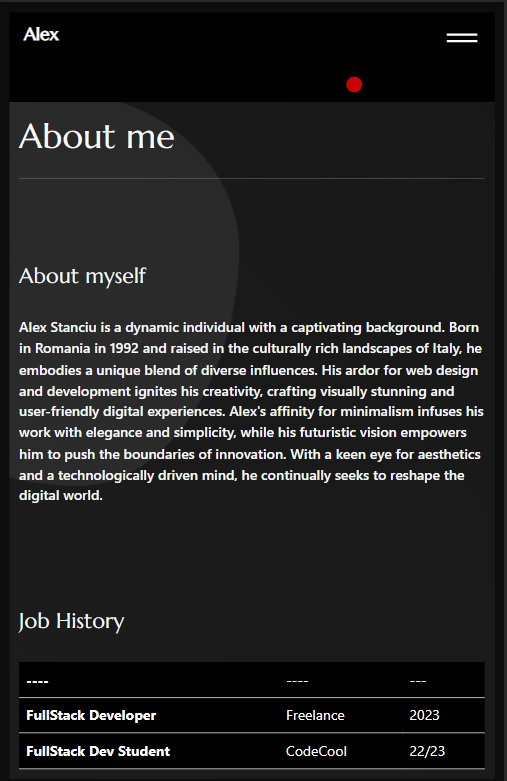 Alex
About me
About myself
Alex Stanciu is a dynamic individual with a captivating background. Born
in Romania in 1992 and raised in the culturally rich landscapes of Italy, he
embodies a unique blend of diverse influences. His ardor for web design
and development ignites his creativity, crafting visually stunning and
user-friendly digital experiences. Alex's affinity for minimalism infuses his
work with elegance and simplicity, while his futuristic vision empowers
him to push the boundaries of innovation. With a keen eye for aesthetics
and a technologically driven mind, he continually seeks to reshape the
digital world.
Job History
---- ---- ---
FullStack Developer Freelance 2023
FullStack Dev Student CodeCool 22/23